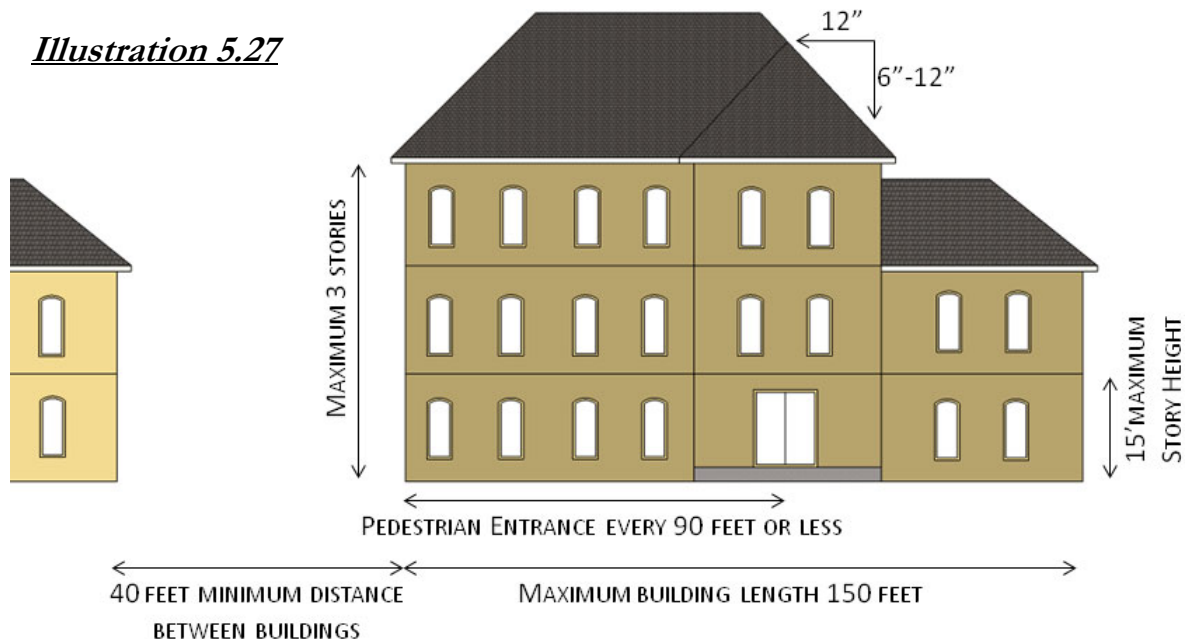 Illustration 5.27
12”
6”-12”
MAXIMUM 3 STORIES
15’MAXIMUM
STORY HEIGHT
PEDESTRIAN ENTRANCE EVERY 90 FEET OR LESS
40 FEET MINIMUM DISTANCE
BETWEEN BUILDINGS
MAXIMUM BUILDING LENGTH 150 FEET